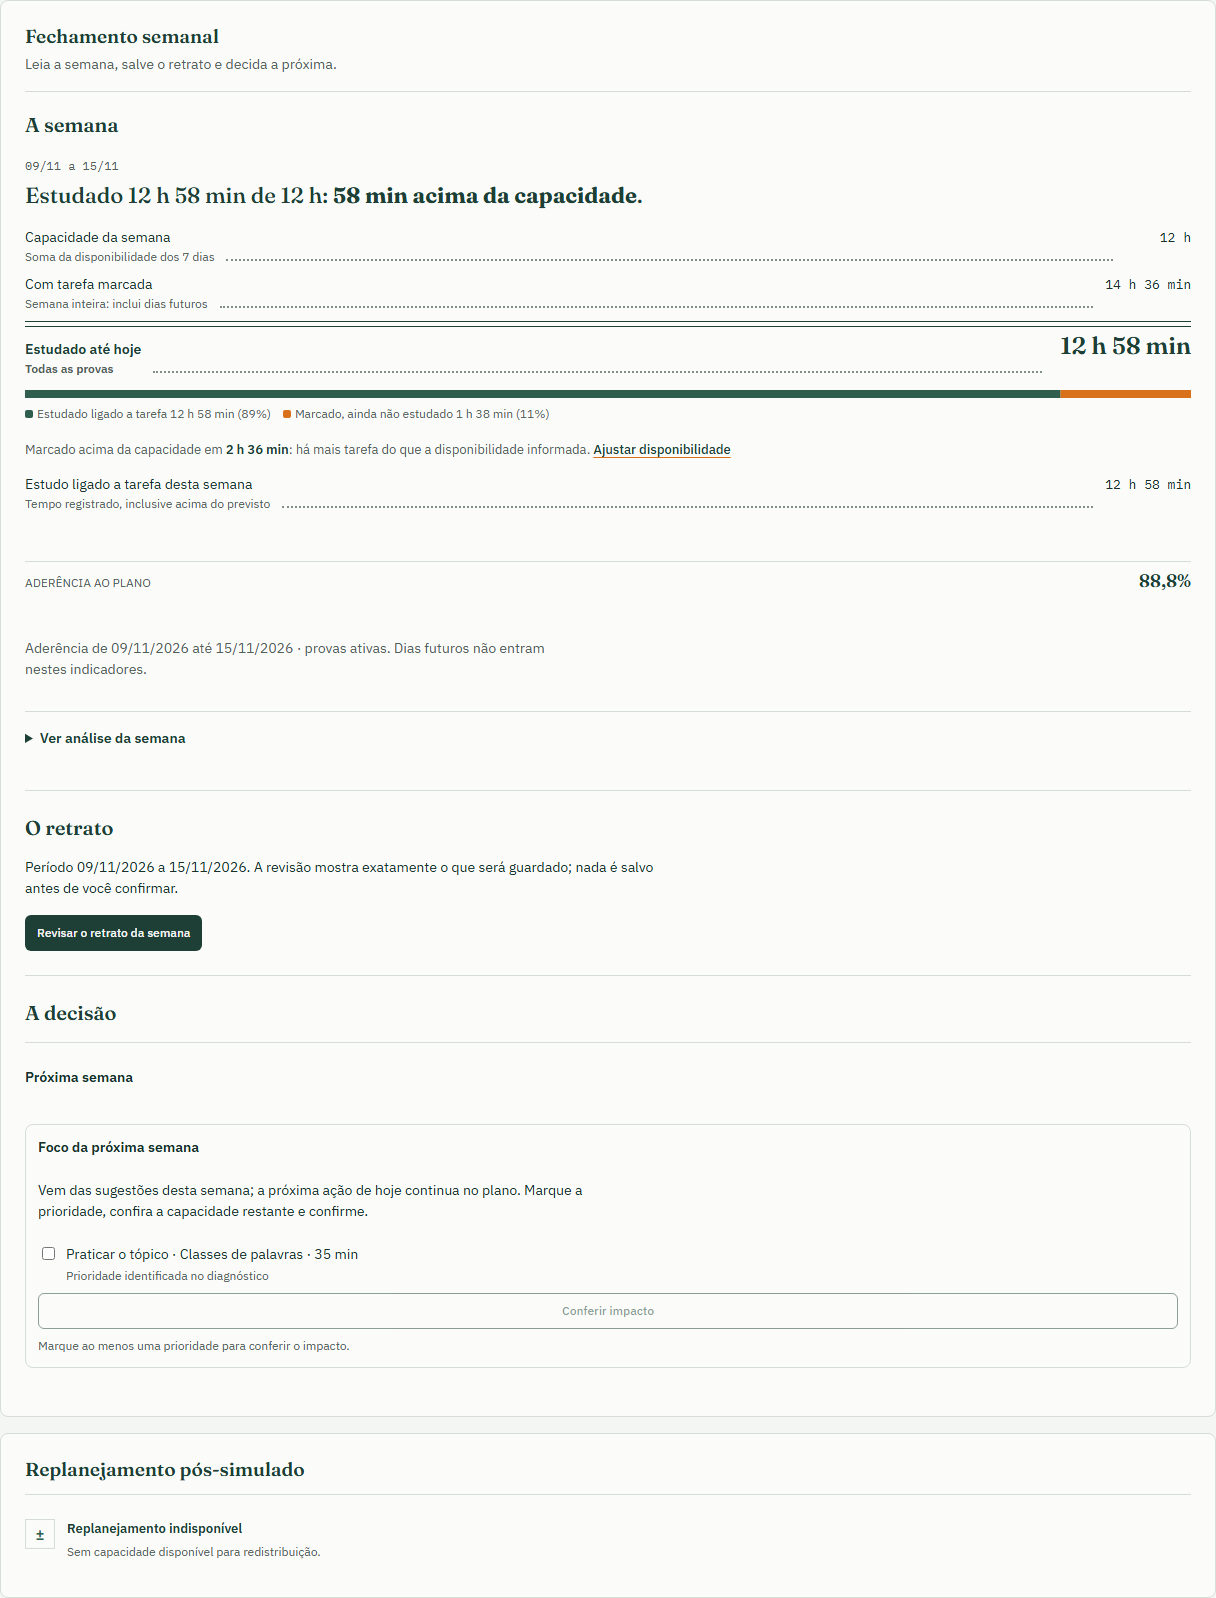 Fechamento semanal
Leia a semana, salve o retrato e decida a próxima.
A semana
09/11 a 15/11
Estudado 12 h 58 min de 12 h: 58 min acima da capacidade.
Capacidade da semana
12 h
Soma da disponibilidade dos 7 dias
Com tarefa marcada
14 h 36 min
Semana inteira: inclui dias futuros
Estudado até hoje
12 h 58 min
Todas as provas
Estudado ligado a tarefa 12 h 58 min (89%)
Marcado, ainda não estudado 1 h 38 min (11%)
Marcado acima da capacidade em 2 h 36 min: há mais tarefa do que a disponibilidade informada. Ajustar disponibilidade
Estudo ligado a tarefa desta semana
12 h 58 min
Tempo registrado, inclusive acima do previsto
ADERÊNCIA AO PLANO
88,8%
Aderência de 09/11/2026 até 15/11/2026 · provas ativas. Dias futuros não entram
nestes indicadores.
Ver análise da semana
O retrato
Período 09/11/2026 a 15/11/2026. A revisão mostra exatamente o que será guardado; nada é salvo
antes de você confirmar.
Revisar o retrato da semana
A decisão
Próxima semana
Foco da próxima semana
Vem das sugestões desta semana; a próxima ação de hoje continua no plano. Marque a
prioridade, confira a capacidade restante e confirme.
Praticar o tópico · Classes de palavras · 35 min
Prioridade identificada no diagnóstico
Conferir impacto
Marque ao menos uma prioridade para conferir o impacto.
Replanejamento pós-simulado
±
Replanejamento indisponível
Sem capacidade disponível para redistribuição.